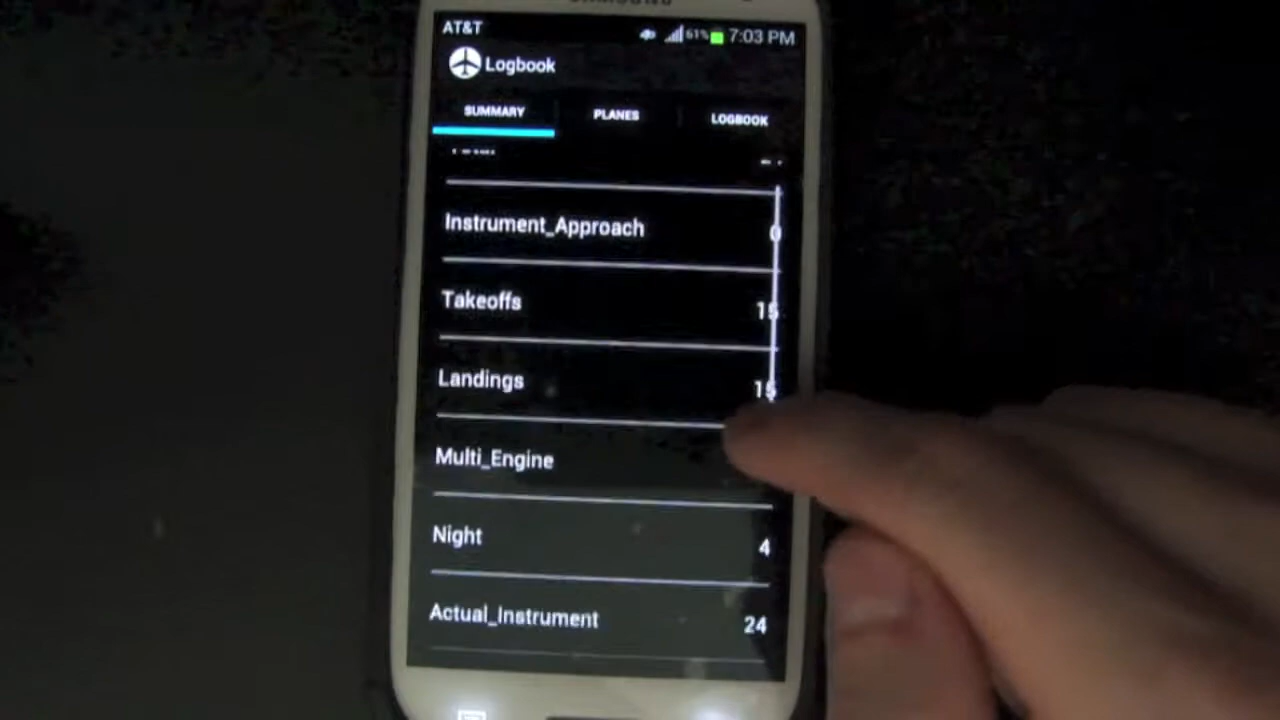 AT&T 61% 7:03 PM
Logbook
SUMMARY PLANES LOGBOOK
Instrument_Approach 0
Takeoffs 15
Landings 15
Multi_Engine
Night 4
Actual_Instrument 24